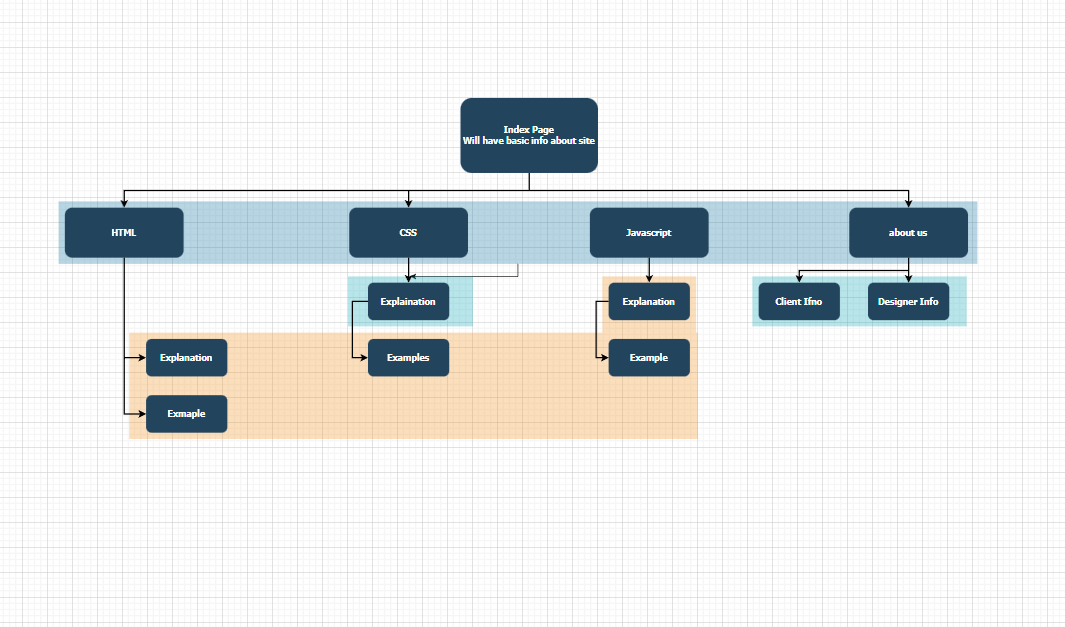 Index Page
Will have basic info about site
HTML
CSS
Javascript
about us
Explaination
Explanation
Client Ifno
Designer Info
Explanation
Examples
Example
Exmaple